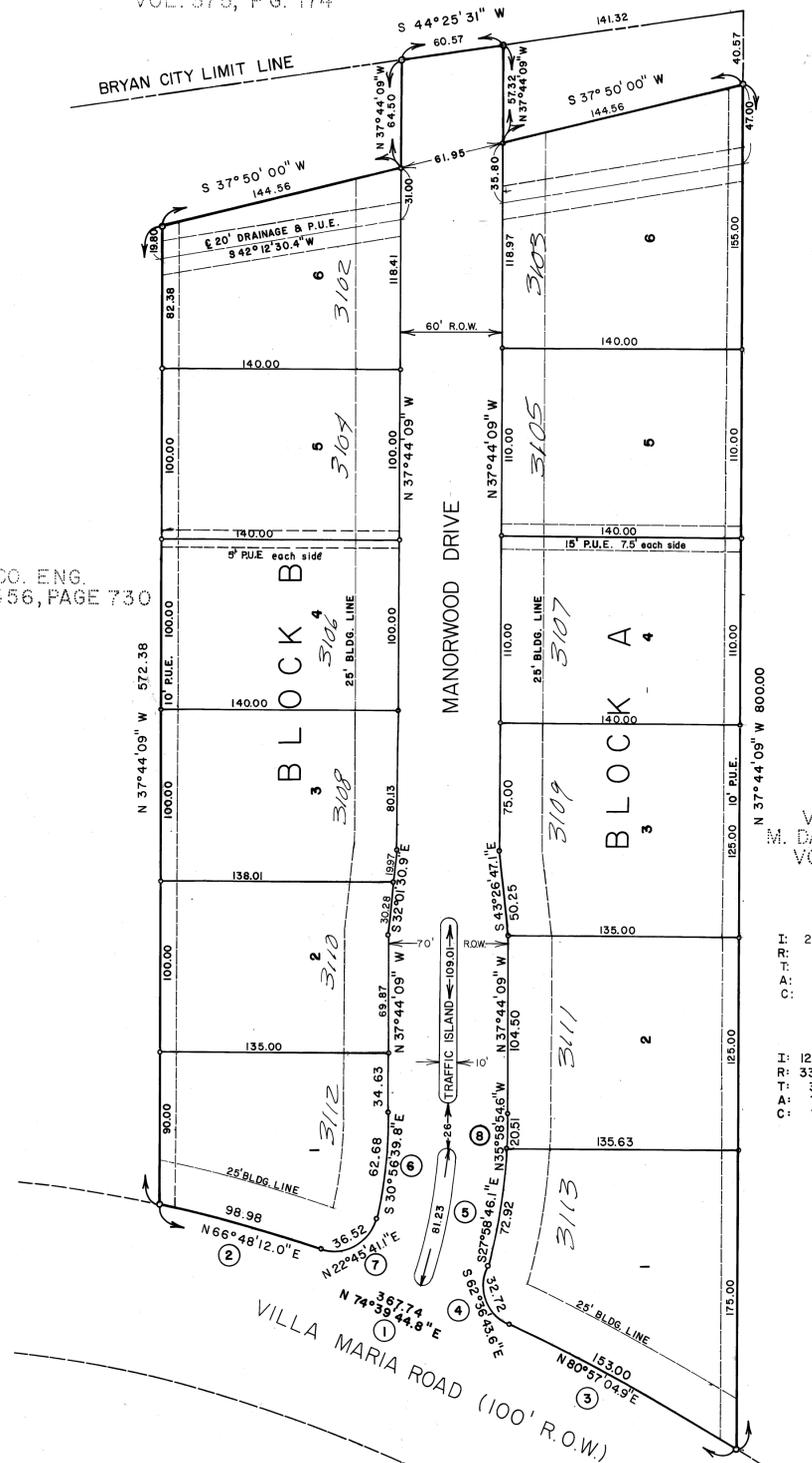 VOL. 375, PG. 174
S 44°25'31" W
60.57
141.32
40.57
BRYAN CITY LIMIT LINE
N 37°44'09" W
64.50
57.32
N 37°44'09" W
S 37°50'00" W
144.56
47.00
61.95
35.80
S 37°50'00" W
144.56
31.00
19.80
℄ 20' DRAINAGE & P.U.E.
S 42°12'30.4" W
82.38
6
3102
118.41
118.97
3103
6
155.00
60' R.O.W.
140.00
140.00
100.00
5
3104
100.00
N 37°44'09" W
N 37°44'09" W
110.00
3105
5
110.00
140.00
140.00
5' P.U.E each side
15' P.U.E. 7.5' each side
MANORWOOD DRIVE
CO. ENG.
456, PAGE 730
N 37°44'09" W 572.38
100.00
10' P.U.E.
BLOCK B
4
3106
25' BLDG. LINE
100.00
110.00
25' BLDG. LINE
3107
BLOCK A
4
110.00
N 37°44'09" W 800.00
140.00
140.00
100.00
3
3108
80.13
75.00
3109
3
125.00
10' P.U.E.
M. DA
VO
138.01
19.97
30.28
S 32°01'30.9"E
S 43°26'47.1"E
50.25
135.00
70' R.O.W.
100.00
2
3110
69.87
N 37°44'09" W
TRAFFIC ISLAND
109.01
10'
N 37°44'09" W
104.50
3111
2
125.00
I: 2
R:
T:
A:
C:
135.00
I: 12
R: 33
T:
A:
C:
90.00
1
3112
34.63
62.68
S 30°56'39.8"E
6
26
8
N35°58'54.6"W
20.51
135.63
25' BLDG. LINE
81.23
5
S27°58'46.1"E
72.92
3113
1
175.00
98.98
N 66°48'12.0"E
2
36.52
N 22°45'41.1"E
7
367.74
N 74°39'44.8"E
1
4
32.72
S 62°36'43.6"E
25' BLDG. LINE
153.00
N 80°57'04.9"E
3
VILLA MARIA ROAD (100' R.O.W.)